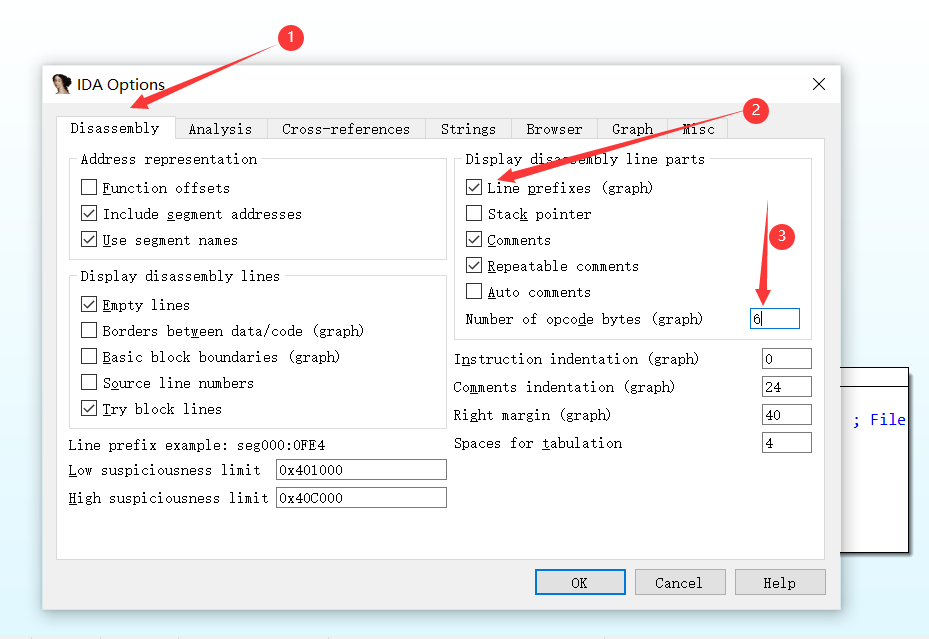 1
IDA Options
2
Disassembly Analysis Cross-references Strings Browser Graph Misc
Address representation
Function offsets
Include segment addresses
Use segment names
Display disassembly lines
Empty lines
Borders between data/code (graph)
Basic block boundaries (graph)
Source line numbers
Try block lines
Line prefix example: seg000:0FE4
Low suspiciousness limit 0x401000
High suspiciousness limit 0x40C000
Display disassembly line parts
Line prefixes (graph)
Stack pointer
3
Comments
Repeatable comments
Auto comments
Number of opcode bytes (graph) 6
Instruction indentation (graph) 0
Comments indentation (graph) 24
Right margin (graph) 40
Spaces for tabulation 4
; File
OK Cancel Help